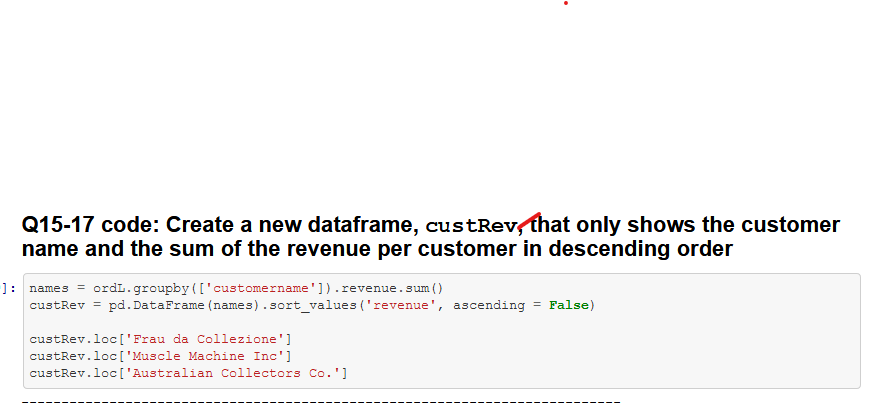 Q15-17 code: Create a new dataframe, custRev, that only shows the customer
name and the sum of the revenue per customer in descending order
]: names = ordL.groupby(['customername']).revenue.sum()
custRev = pd.DataFrame(names).sort_values('revenue', ascending = False)
custRev.loc['Frau da Collezione']
custRev.loc['Muscle Machine Inc']
custRev.loc['Australian Collectors Co.']
---------------------------------------------------------------------------